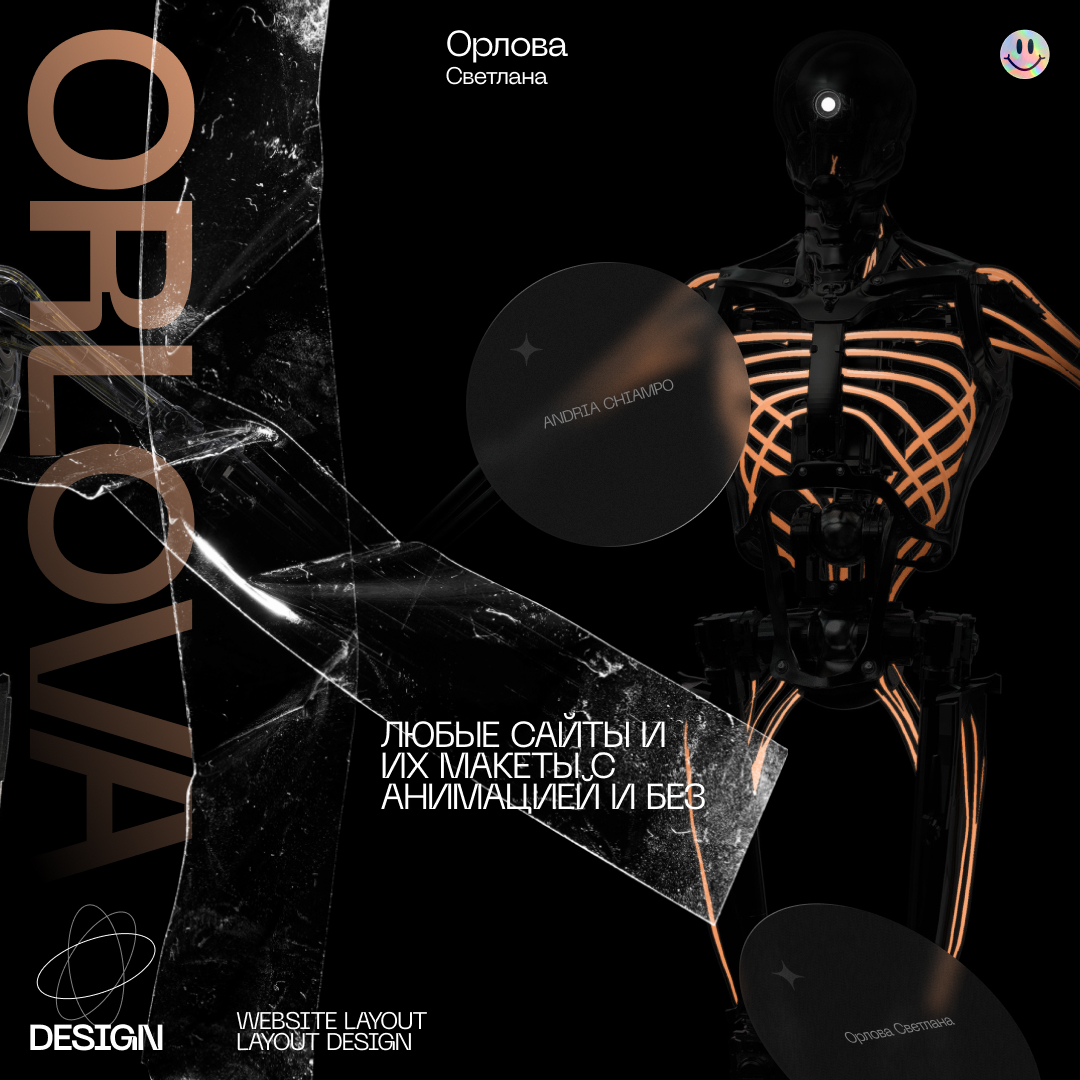 ORLOVA
Орлова
Светлана
ANDRIA CHIAMPO
ЛЮБЫЕ САЙТЫ И
ИХ МАКЕТЫ С
АНИМАЦИЕЙ И БЕЗ
DESIGN
WEBSITE LAYOUT
LAYOUT DESIGN
Орлова Светлана